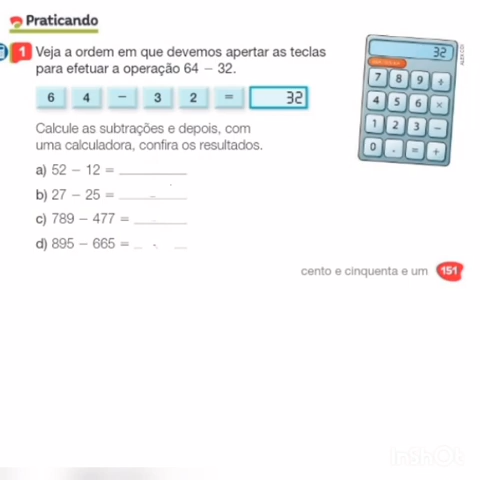 Praticando
1 Veja a ordem em que devemos apertar as teclas
para efetuar a operação 64 – 32.
6 4 – 3 2 = 32
Calcule as subtrações e depois, com
uma calculadora, confira os resultados.
a) 52 – 12 =
b) 27 – 25 =
c) 789 – 477 =
d) 895 – 665 =
32
7 8 9 ÷
4 5 6 ×
1 2 3 –
0 . = +
cento e cinquenta e um 151